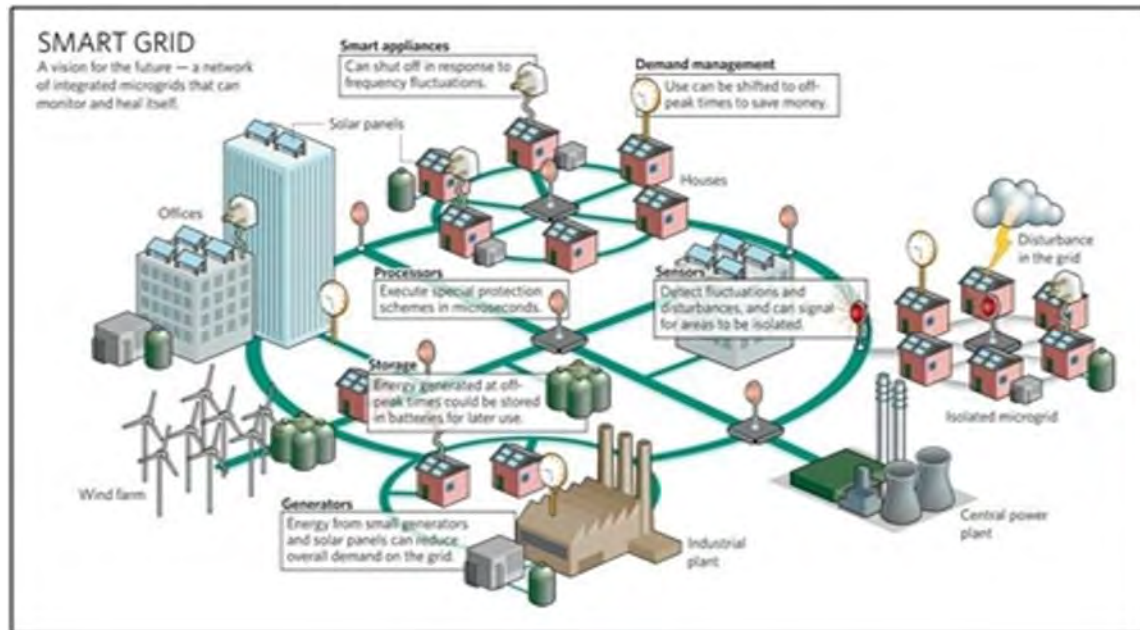 SMART GRID
A vision for the future — a network
of integrated microgrids that can
monitor and heal itself.
Smart appliances
Can shut off in response to
frequency fluctuations.
Demand management
Use can be shifted to off-
peak times to save money.
Solar panels
Houses
Offices
Disturbance
in the grid
Processors
Execute special protection
schemes in microseconds.
Sensors
Detect fluctuations and
disturbances, and can signal
for areas to be isolated.
Storage
Energy generated at off-
peak times could be stored
in batteries for later use.
Isolated microgrid
Wind farm
Generators
Energy from small generators
and solar panels can reduce
overall demand on the grid.
Industrial
plant
Central power
plant